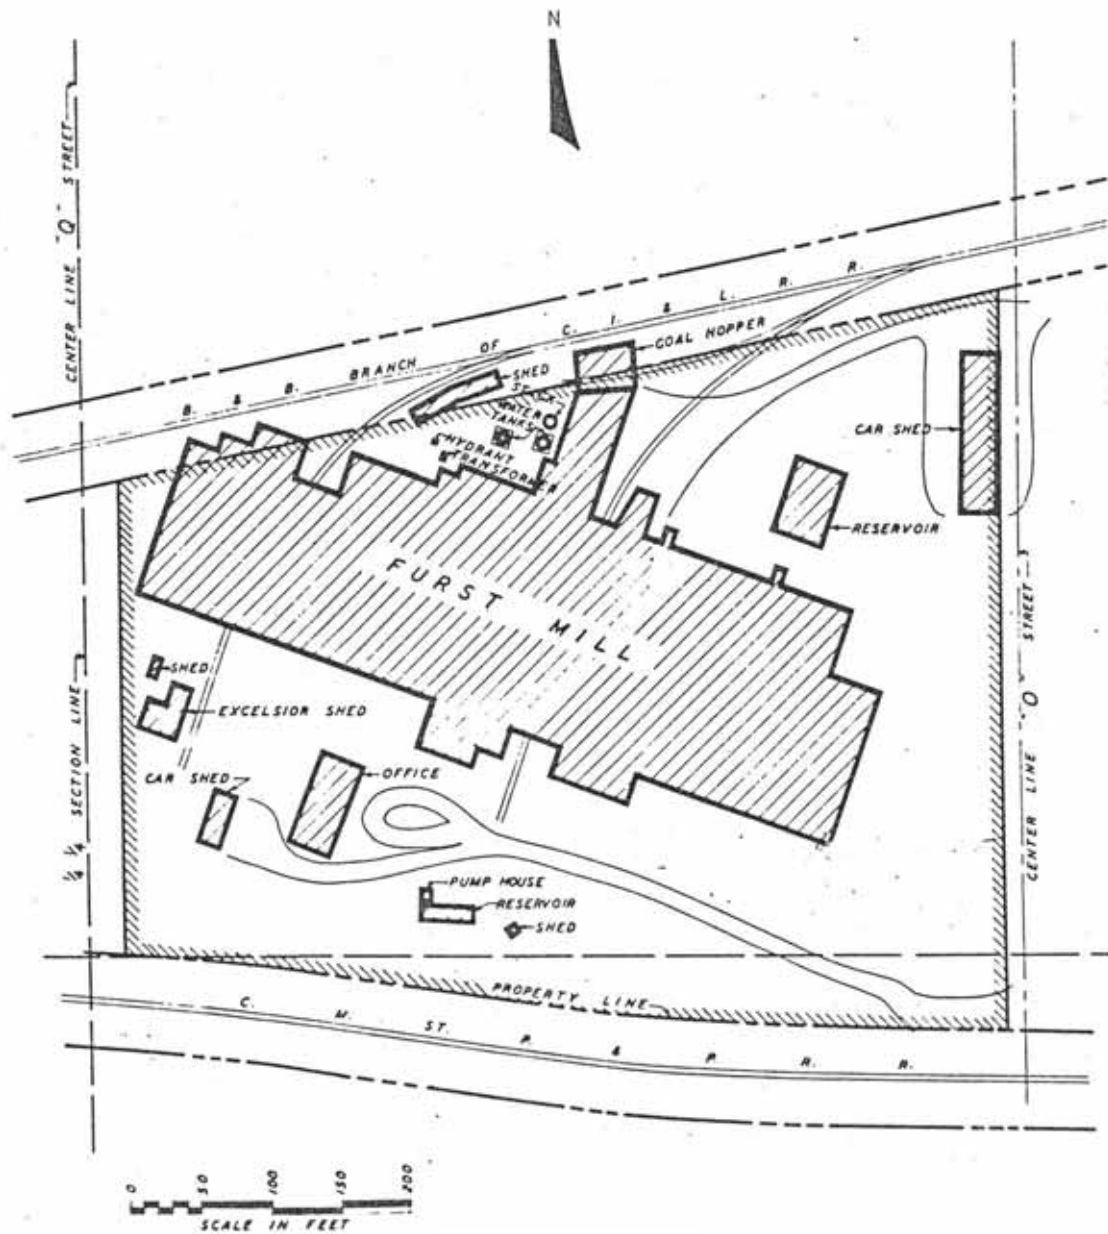 N
CENTER LINE "Q" STREET
B. & B. BRANCH OF C. I. & L. R. R.
COAL HOPPER
SHED
WATER
TANKS
HYDRANT
TRANSFORMER
CAR SHED
RESERVOIR
FURST MILL
SHED
EXCELSIOR SHED
CAR SHED
OFFICE
¼ ¼ SECTION LINE
CENTER LINE "O" STREET
PUMP HOUSE
RESERVOIR
SHED
PROPERTY LINE
C. M. ST. P. & P. R. R.
0 50 100 150 200
SCALE IN FEET